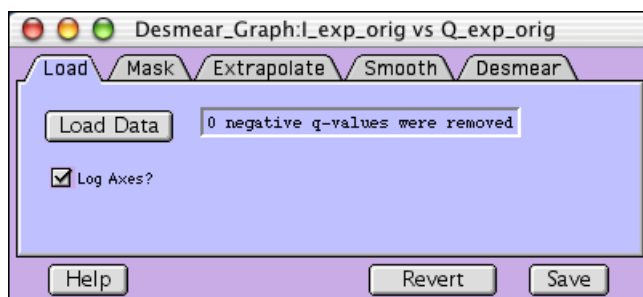 Desmear_Graph:I_exp_orig vs Q_exp_orig
Load Mask Extrapolate Smooth Desmear
Load Data 0 negative q-values were removed
Log Axes?
Help Revert Save